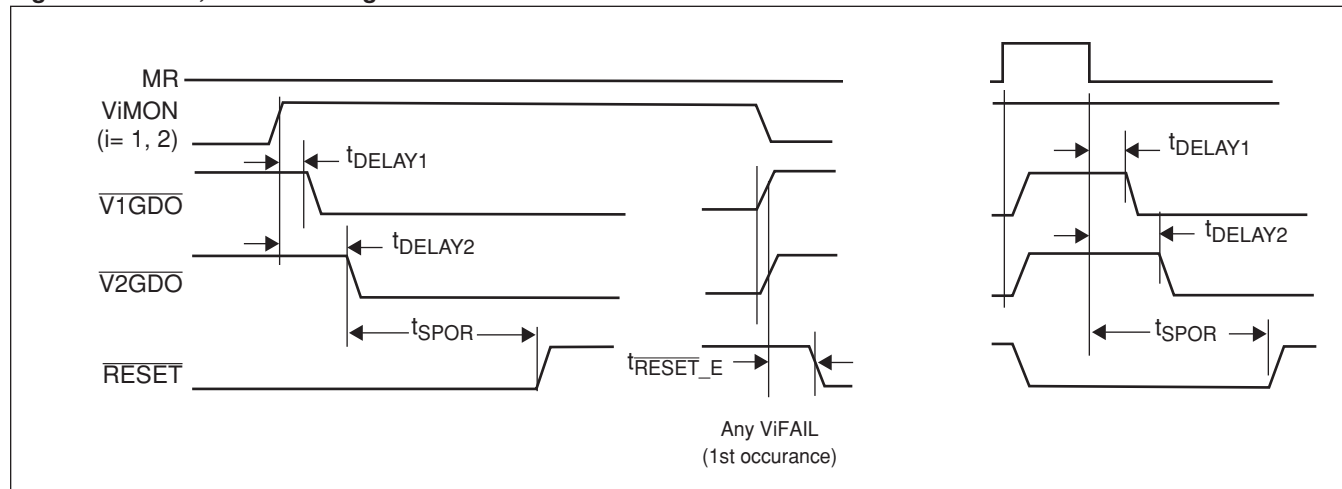 MR
ViMON
(i= 1, 2)
tDELAY1
V1GDO
tDELAY2
V2GDO
tSPOR
RESET
tRESET_E
Any ViFAIL
(1st occurance)
tDELAY1
tDELAY2
tSPOR